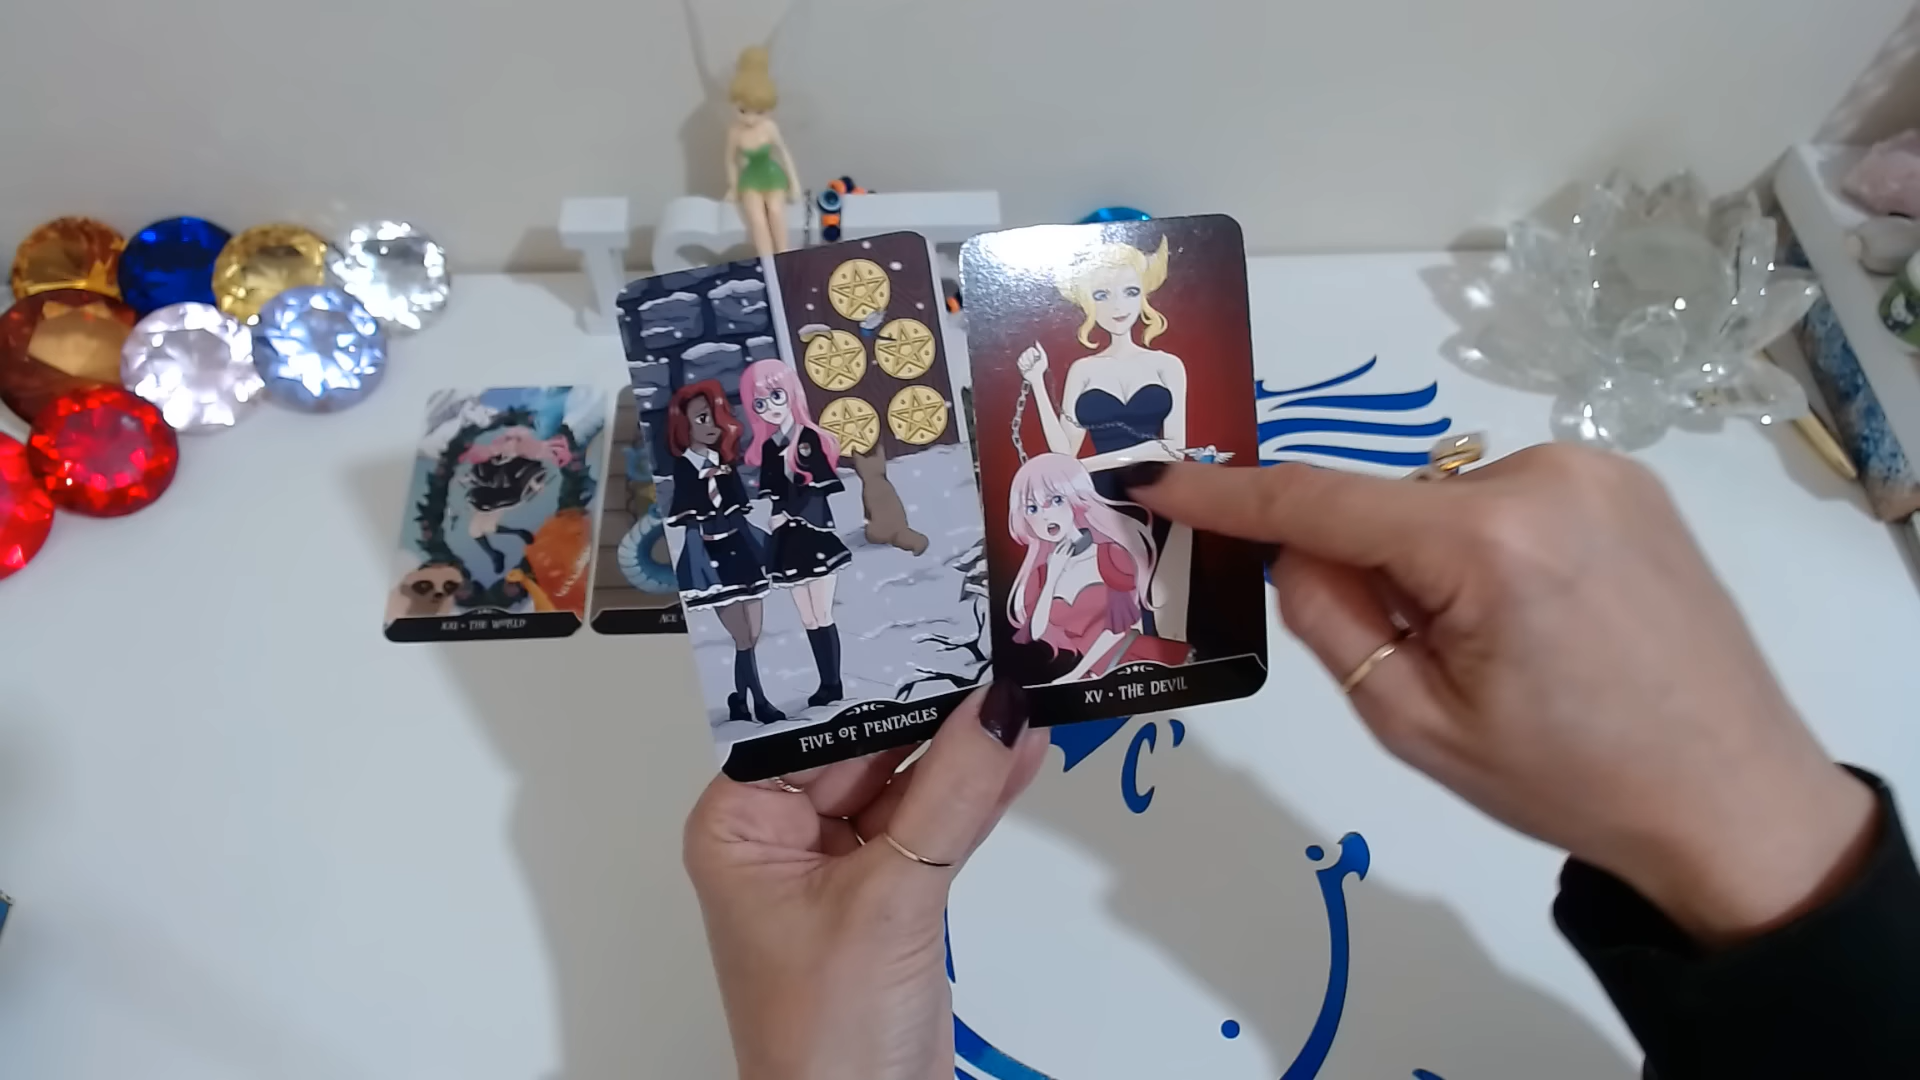 XXI • THE WORLD
ACE
FIVE OF PENTACLES
XV • THE DEVIL